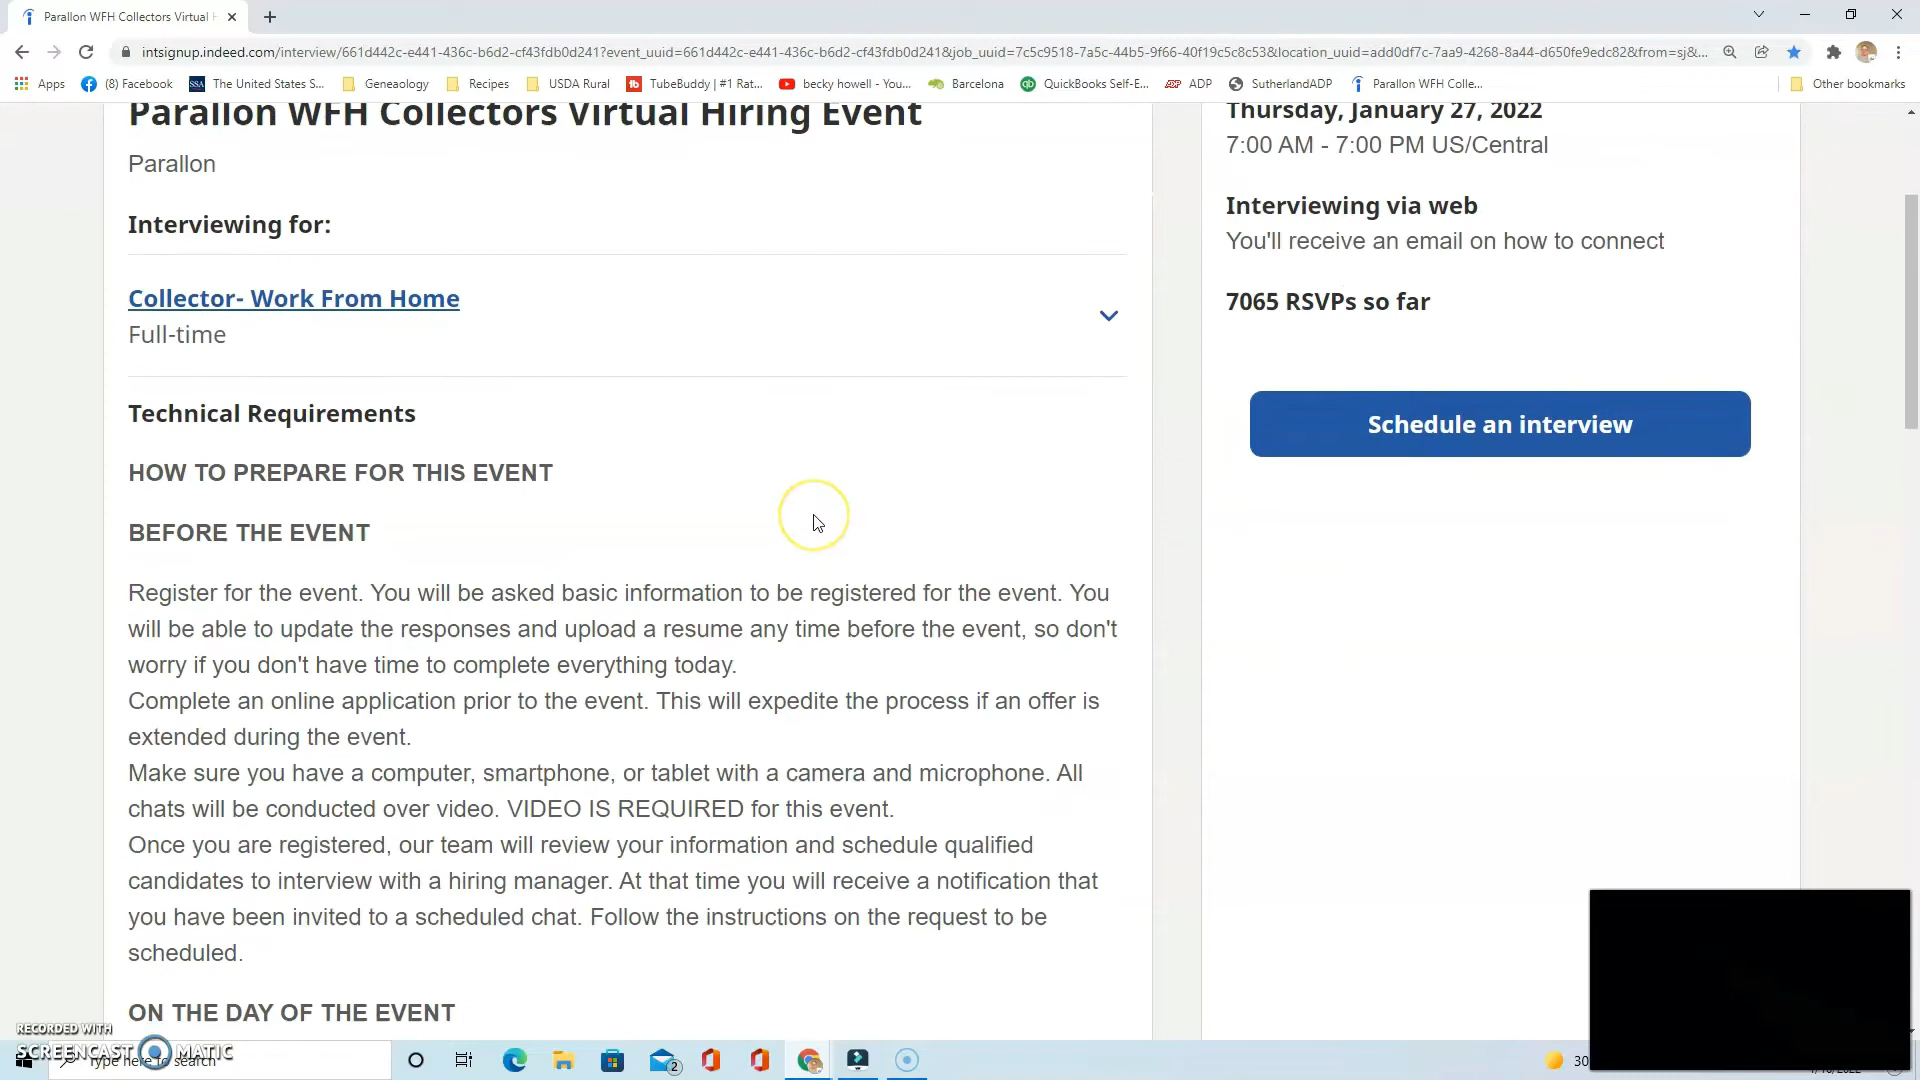 Parallon WFH Collectors Virtual H
intsignup.indeed.com/interview/661d442c-e441-436c-b6d2-cf43fdb0d241?event_uuid=661d442c-e441-436c-b6d2-cf43fdb0d241&job_uuid=7c5c9518-7a5c-44b5-9f66-40f19c5c8c53&location_uuid=add0df7c-7aa9-4268-8a44-d650fe9edc82&from=sj&...
Apps (8) Facebook The United States S... Geneaology Recipes USDA Rural TubeBuddy | #1 Rat... becky howell - You... Barcelona QuickBooks Self-E... ADP SutherlandADP Parallon WFH Colle... Other bookmarks
Parallon WFH Collectors Virtual Hiring Event
Parallon
Interviewing for:
Collector- Work From Home
Full-time
Technical Requirements
HOW TO PREPARE FOR THIS EVENT
BEFORE THE EVENT
Register for the event. You will be asked basic information to be registered for the event. You
will be able to update the responses and upload a resume any time before the event, so don't
worry if you don't have time to complete everything today.
Complete an online application prior to the event. This will expedite the process if an offer is
extended during the event.
Make sure you have a computer, smartphone, or tablet with a camera and microphone. All
chats will be conducted over video. VIDEO IS REQUIRED for this event.
Once you are registered, our team will review your information and schedule qualified
candidates to interview with a hiring manager. At that time you will receive a notification that
you have been invited to a scheduled chat. Follow the instructions on the request to be
scheduled.
ON THE DAY OF THE EVENT
Thursday, January 27, 2022
7:00 AM - 7:00 PM US/Central
Interviewing via web
You'll receive an email on how to connect
7065 RSVPs so far
Schedule an interview
RECORDED WITH
SCREENCAST MATIC
Type here to search
2
30